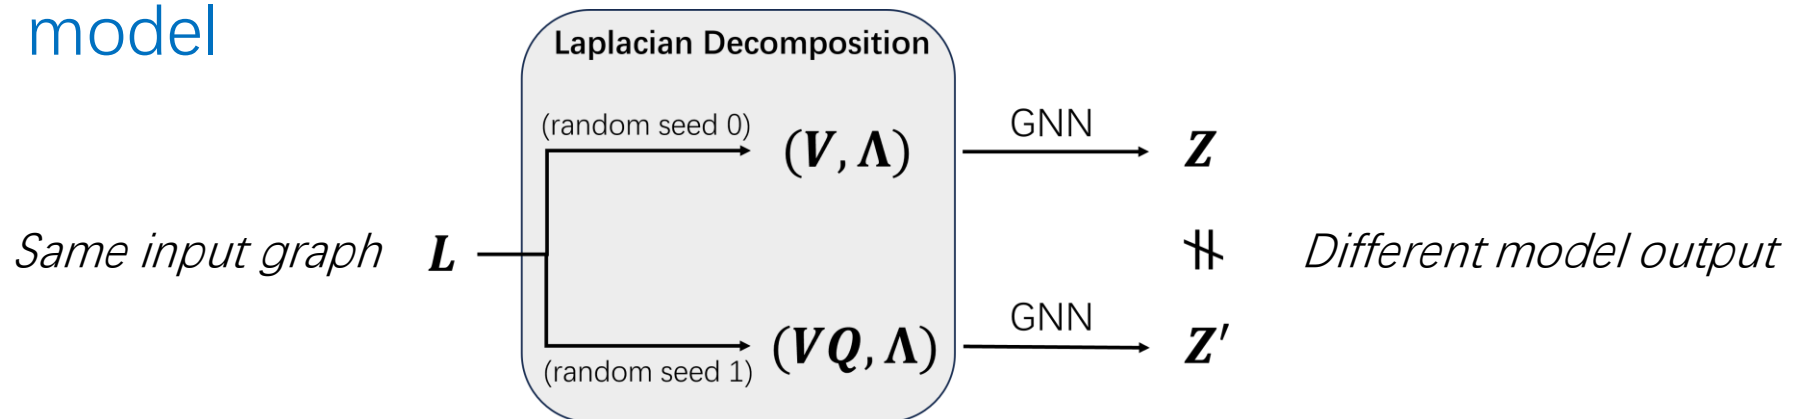 model
Laplacian Decomposition
(random seed 0)
(V, Λ)
GNN
Z
Same input graph L
≠
Different model output
(random seed 1)
(VQ, Λ)
GNN
Z′